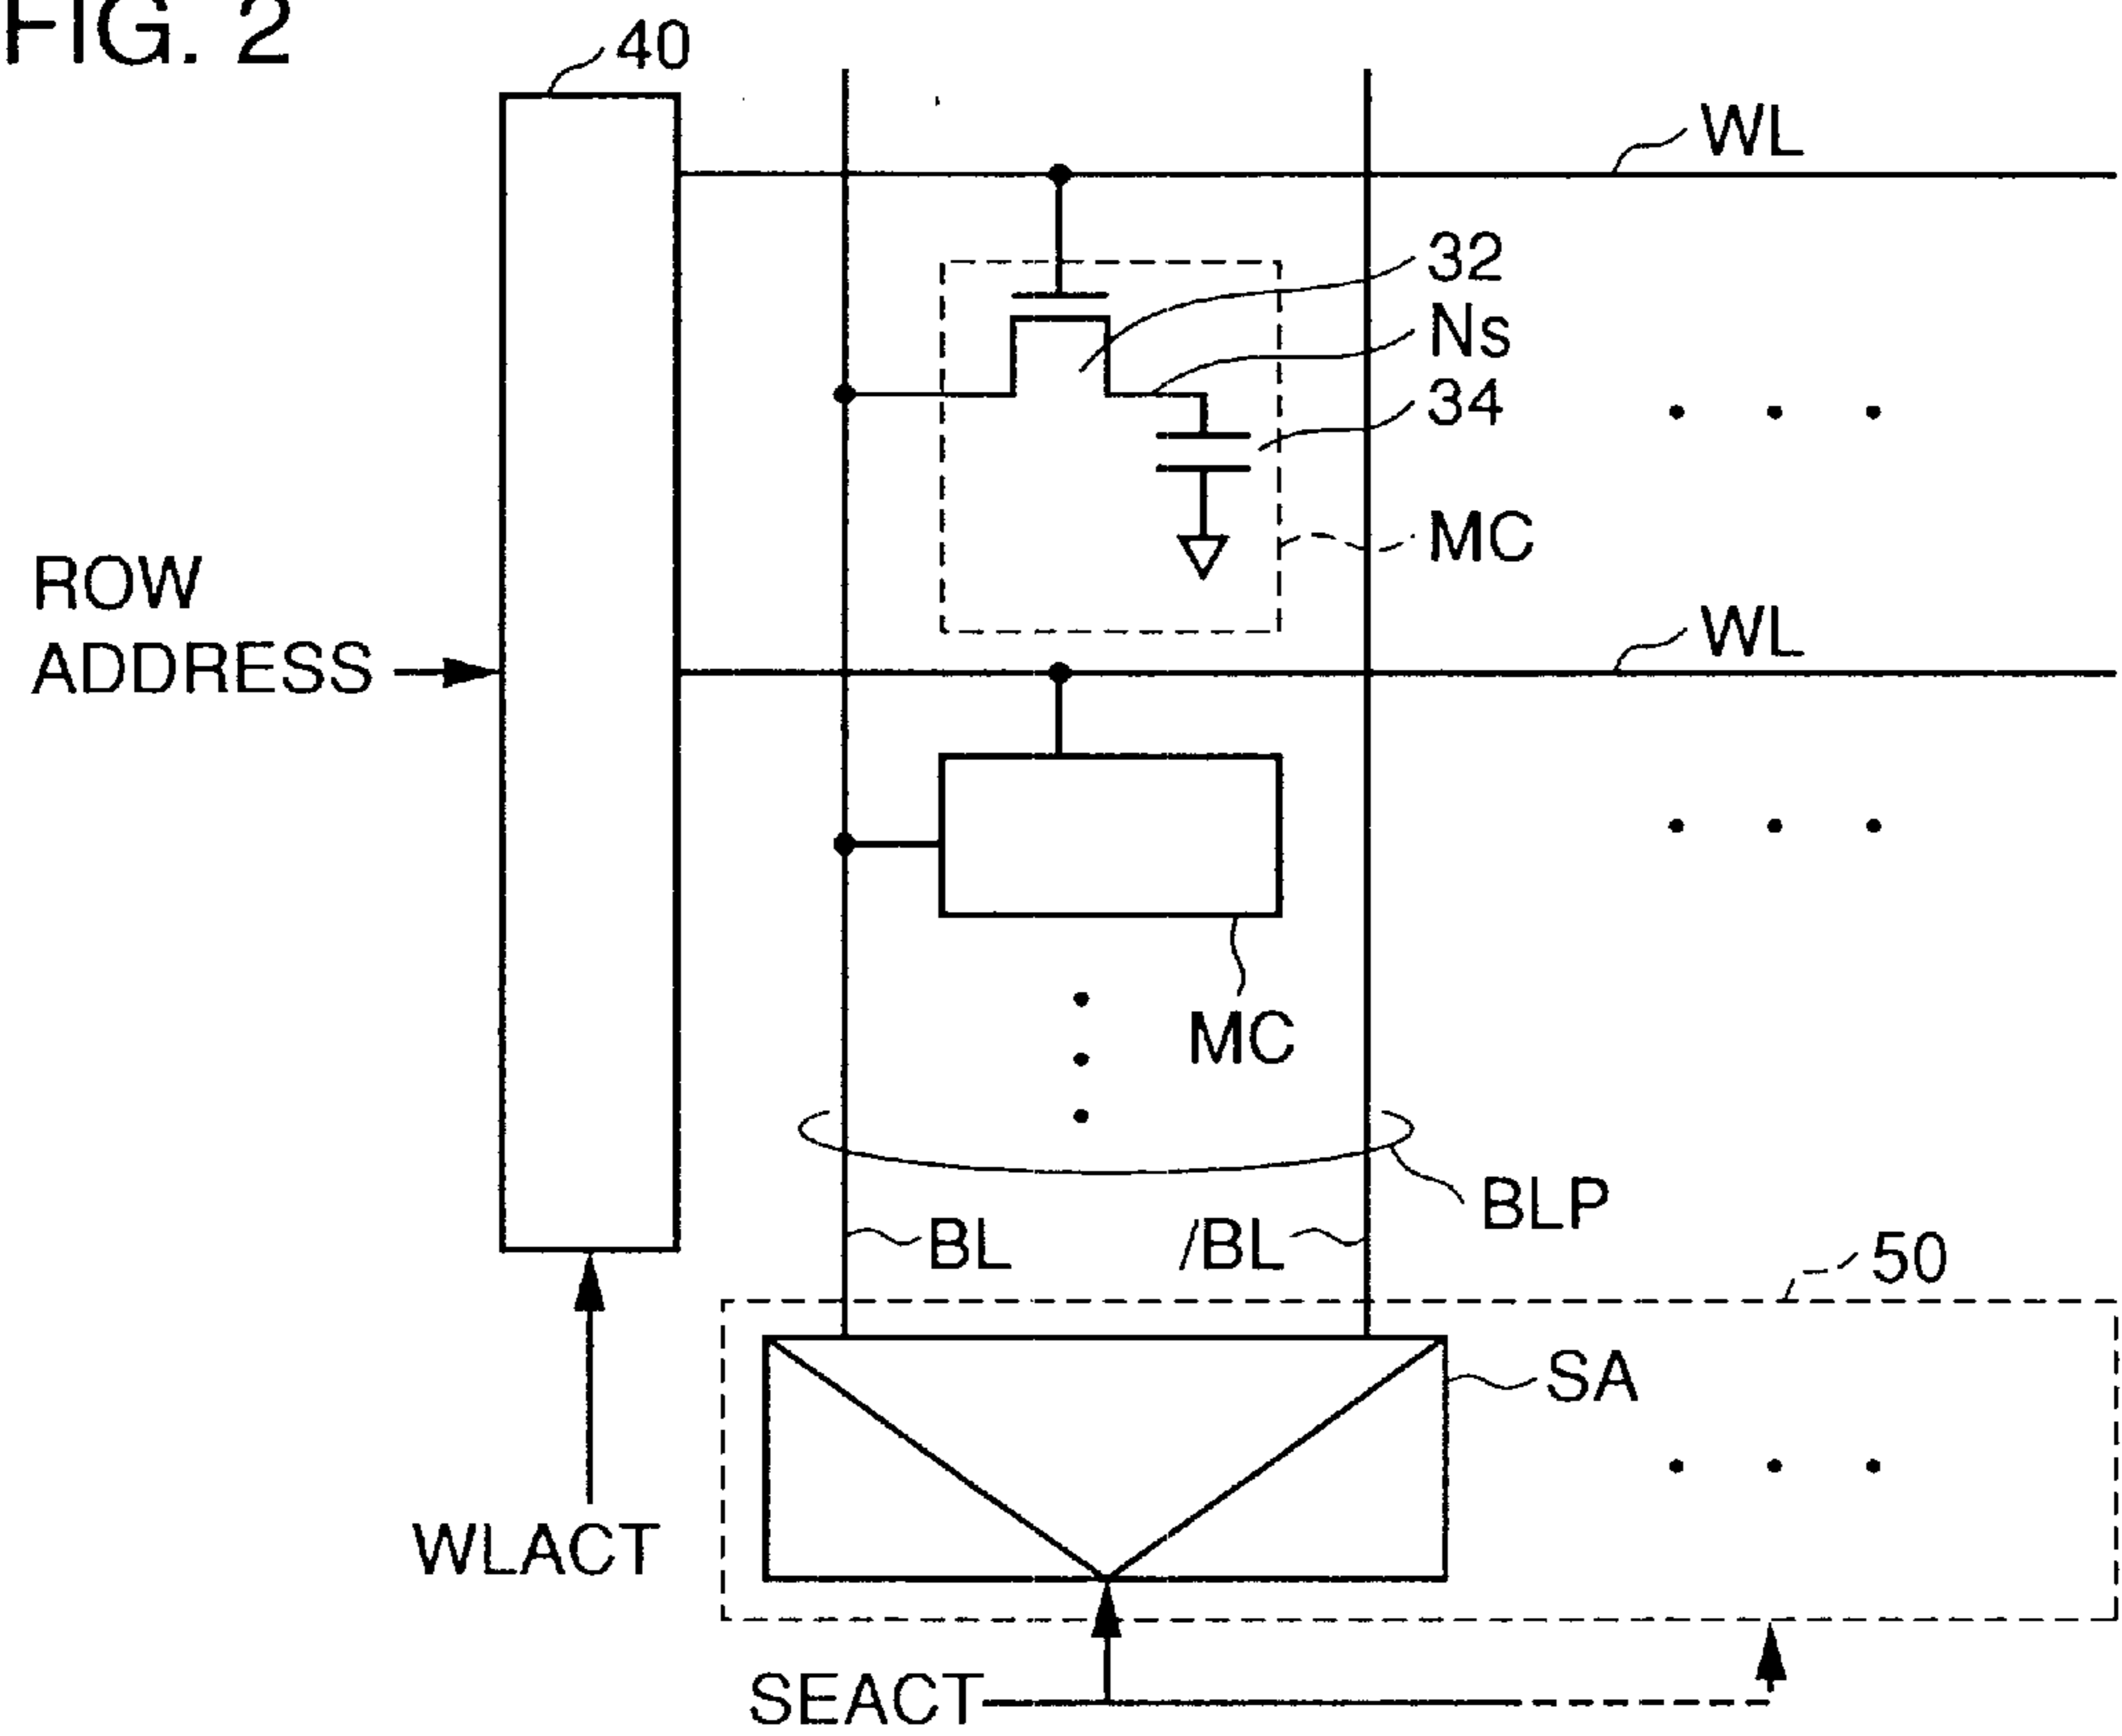 FIG. 2
40
WL
32
Ns
34
MC
ROW
ADDRESS
WL
MC
BLP
BL
/BL
50
SA
WLACT
SEACT